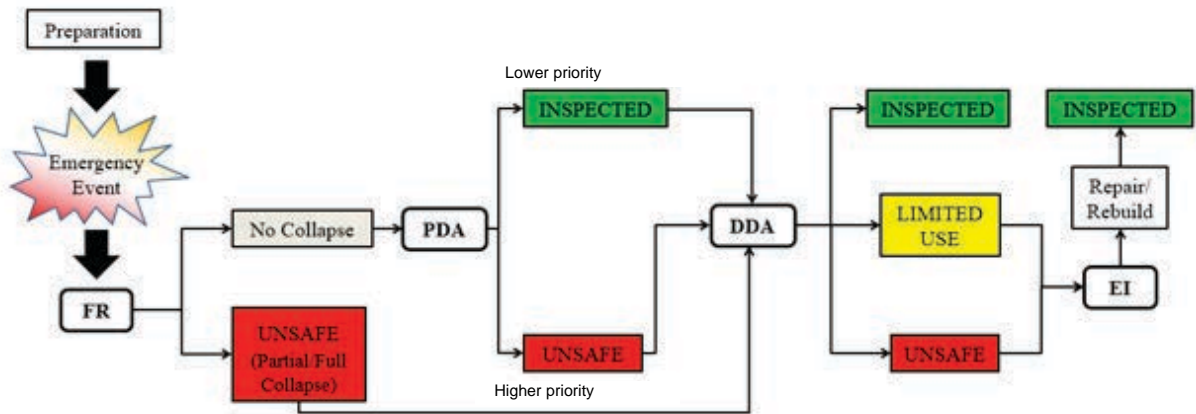 Preparation
Emergency
Event
FR
No Collapse
UNSAFE
(Partial/Full
Collapse)
PDA
Lower priority
INSPECTED
UNSAFE
Higher priority
DDA
INSPECTED
LIMITED
USE
UNSAFE
EI
Repair/
Rebuild
INSPECTED